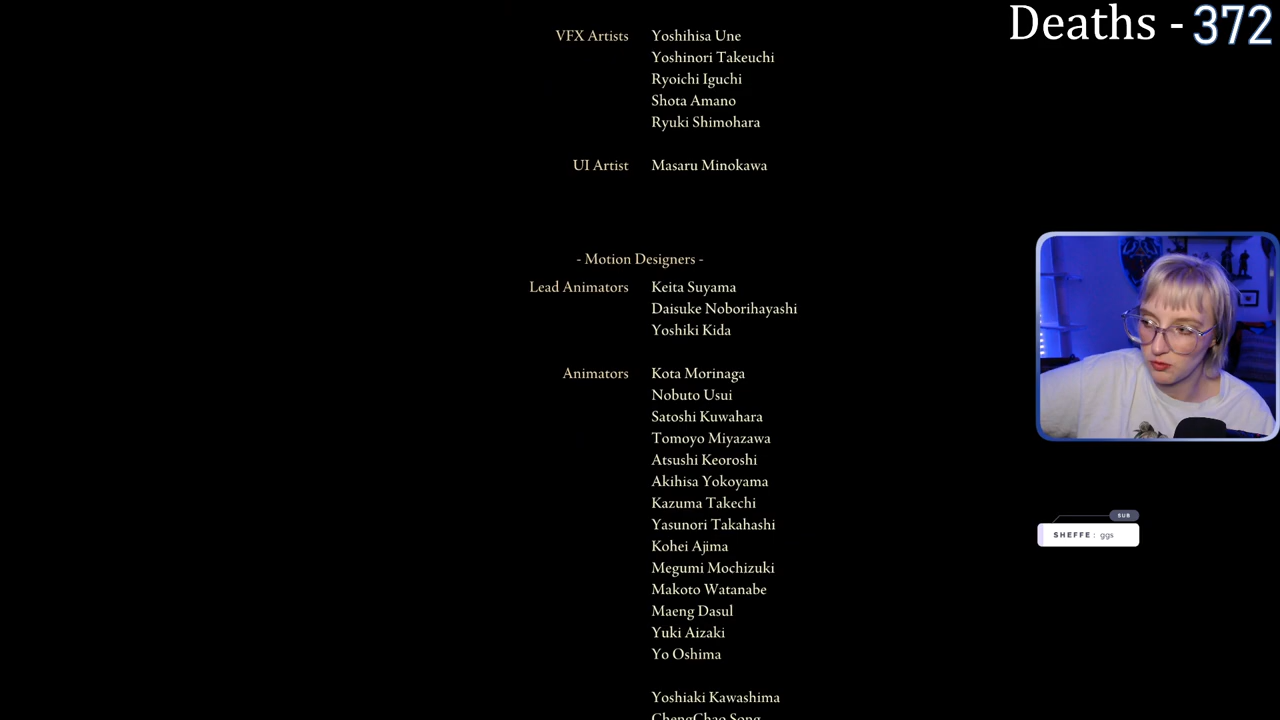 Deaths - 372
VFX Artists Yoshihisa Une
Yoshinori Takeuchi
Ryoichi Iguchi
Shota Amano
Ryuki Shimohara
UI Artist Masaru Minokawa
- Motion Designers -
Lead Animators Keita Suyama
Daisuke Noborihayashi
Yoshiki Kida
Animators Kota Morinaga
Nobuto Usui
Satoshi Kuwahara
Tomoyo Miyazawa
Atsushi Keoroshi
Akihisa Yokoyama
Kazuma Takechi
Yasunori Takahashi
Kohei Ajima
Megumi Mochizuki
Makoto Watanabe
Maeng Dasul
Yuki Aizaki
Yo Oshima
Yoshiaki Kawashima
ChengChao Song
SUB
SHEFFE : ggs